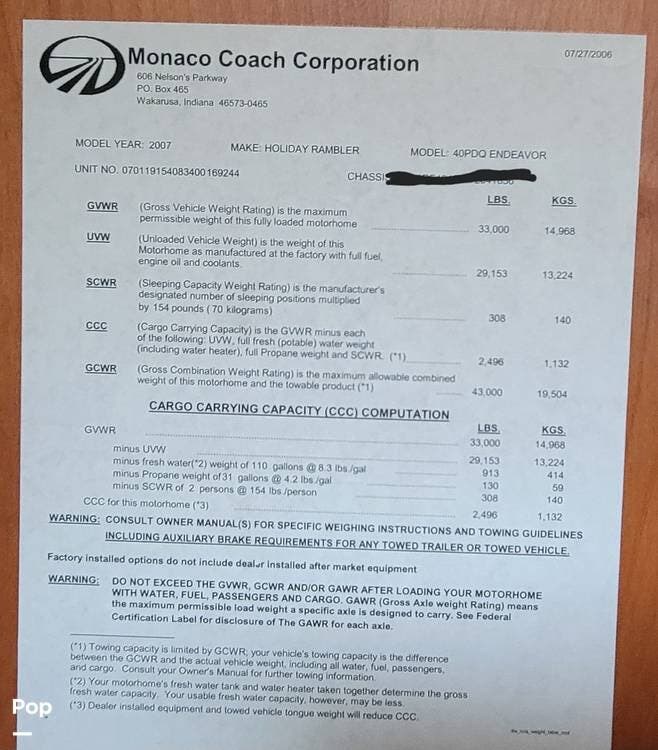 Monaco Coach Corporation
07/27/2006
606 Nelson's Parkway
PO. Box 465
Wakarusa, Indiana 46573-0465
MODEL YEAR: 2007 MAKE: HOLIDAY RAMBLER MODEL: 40PDQ ENDEAVOR
UNIT NO. 070119154083400169244 CHASSI
LBS. KGS.
GVWR (Gross Vehicle Weight Rating) is the maximum
permissible weight of this fully loaded motorhome 33,000 14,968
UVW (Unloaded Vehicle Weight) is the weight of this
Motorhome as manufactured at the factory with full fuel,
engine oil and coolants. 29,153 13,224
SCWR (Sleeping Capacity Weight Rating) is the manufacturer's
designated number of sleeping positions multiplied
by 154 pounds ( 70 kilograms) 308 140
CCC (Cargo Carrying Capacity) is the GVWR minus each
of the following: UVW, full fresh (potable) water weight
(including water heater), full Propane weight and SCWR. (*1) 2,496 1,132
GCWR (Gross Combination Weight Rating) is the maximum allowable combined
weight of this motorhome and the towable product (*1) 43,000 19,504
CARGO CARRYING CAPACITY (CCC) COMPUTATION
LBS. KGS.
GVWR 33,000 14,968
minus UVW 29,153 13,224
minus fresh water(*2) weight of 110 gallons @ 8.3 lbs./gal 913 414
minus Propane weight of 31 gallons @ 4.2 lbs./gal 130 59
minus SCWR of 2 persons @ 154 lbs./person 308 140
CCC for this motorhome (*3) 2,496 1,132
WARNING: CONSULT OWNER MANUAL(S) FOR SPECIFIC WEIGHING INSTRUCTIONS AND TOWING GUIDELINES
INCLUDING AUXILIARY BRAKE REQUIREMENTS FOR ANY TOWED TRAILER OR TOWED VEHICLE.
Factory installed options do not include dealer installed after market equipment
WARNING: DO NOT EXCEED THE GVWR, GCWR AND/OR GAWR AFTER LOADING YOUR MOTORHOME
WITH WATER, FUEL, PASSENGERS AND CARGO. GAWR (Gross Axle weight Rating) means
the maximum permissible load weight a specific axle is designed to carry. See Federal
Certification Label for disclosure of The GAWR for each axle.
(*1) Towing capacity is limited by GCWR; your vehicle's towing capacity is the difference
between the GCWR and the actual vehicle weight, including all water, fuel, passengers,
and cargo. Consult your Owner's Manual for further towing information.
(*2) Your motorhome's fresh water tank and water heater taken together determine the gross
fresh water capacity. Your usable fresh water capacity, however, may be less.
(*3) Dealer installed equipment and towed vehicle tongue weight will reduce CCC.
Pop